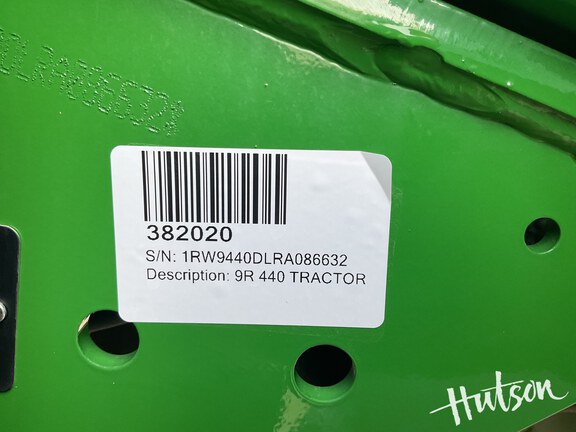 382020
S/N: 1RW9440DLRA086632
Description: 9R 440 TRACTOR
Hutson